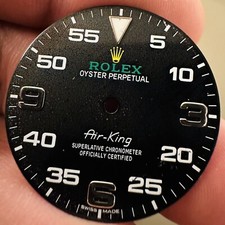 55
5
50
10
ROLEX
OYSTER PERPETUAL
3
9
Air-King
SUPERLATIVE CHRONOMETER
OFFICIALLY CERTIFIED
40
20
35
6
25
SWISS MADE